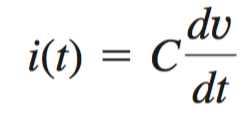 i(t) = C dv/dt